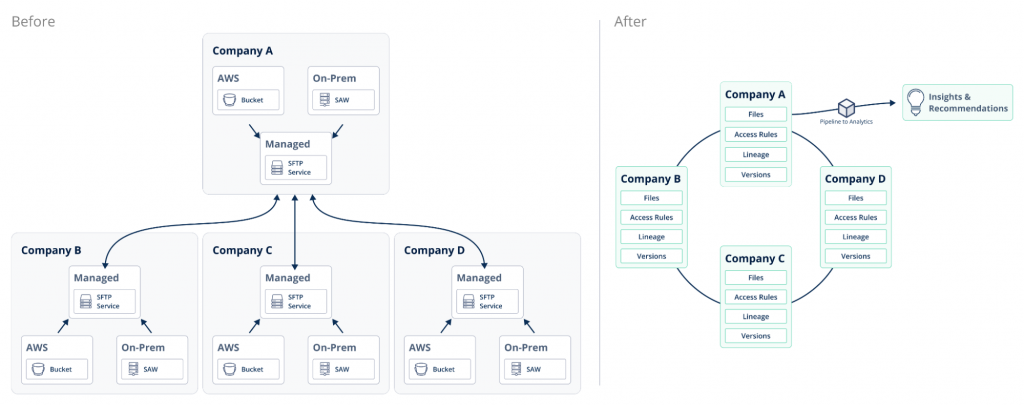 Before
Company A
AWS
Bucket
On-Prem
SAW
Managed
SFTP
Service
Company B
Managed
SFTP
Service
AWS
Bucket
On-Prem
SAW
Company C
Managed
SFTP
Service
AWS
Bucket
On-Prem
SAW
Company D
Managed
SFTP
Service
AWS
Bucket
On-Prem
SAW
After
Company A
Files
Access Rules
Lineage
Versions
Pipeline to Analytics
Insights &
Recommendations
Company B
Files
Access Rules
Lineage
Versions
Company D
Files
Access Rules
Lineage
Versions
Company C
Files
Access Rules
Lineage
Versions